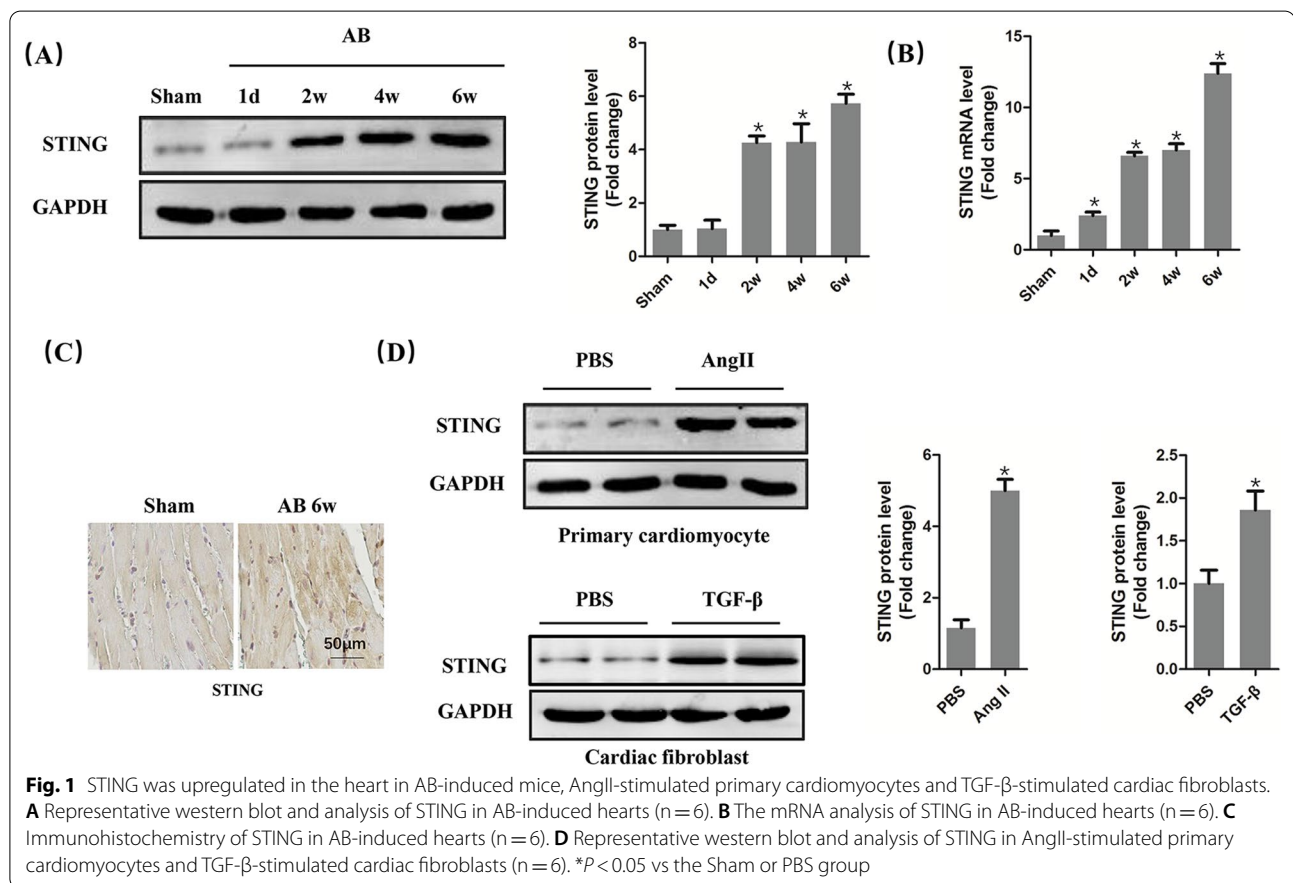 (A)
AB
Sham 1d 2w 4w 6w
STING
GAPDH
STING protein level
(Fold change)
8
6
4
2
0
* * *
Sham 1d 2w 4w 6w
(B)
STING mRNA level
(Fold change)
15
10
5
0
* * * *
Sham 1d 2w 4w 6w
(C)
Sham AB 6w
50μm
STING
(D)
PBS AngII
STING
GAPDH
Primary cardiomyocyte
PBS TGF-β
STING
GAPDH
Cardiac fibroblast
STING protein level
(Fold change)
6
4
2
0
*
PBS Ang II
STING protein level
(Fold change)
2.5
2.0
1.5
1.0
0.5
0.0
*
PBS TGF-β
Fig. 1 STING was upregulated in the heart in AB-induced mice, AngII-stimulated primary cardiomyocytes and TGF-β-stimulated cardiac fibroblasts.
A Representative western blot and analysis of STING in AB-induced hearts (n = 6). B The mRNA analysis of STING in AB-induced hearts (n = 6). C
Immunohistochemistry of STING in AB-induced hearts (n = 6). D Representative western blot and analysis of STING in AngII-stimulated primary
cardiomyocytes and TGF-β-stimulated cardiac fibroblasts (n = 6). *P < 0.05 vs the Sham or PBS group